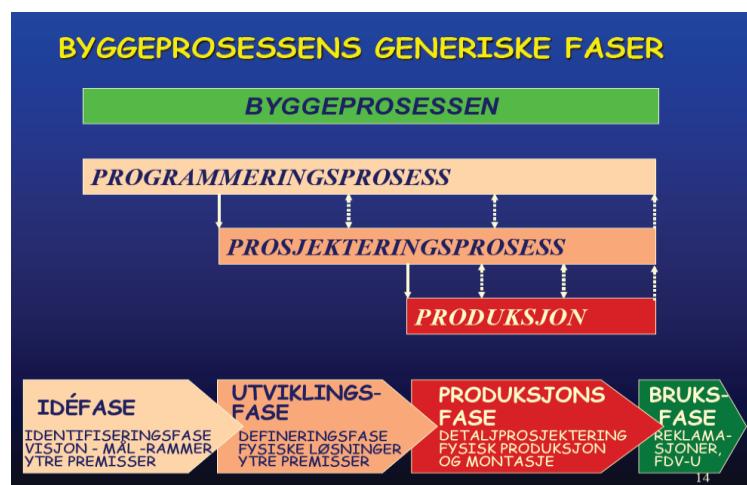 BYGGEPROSESSENS GENERISKE FASER
BYGGEPROSESSEN
PROGRAMMERINGSPROSESS
PROSJEKTERINGSPROSESS
PRODUKSJON
IDÉFASE
IDENTIFISERINGSFASE
VISJON - MÅL -RAMMER
YTRE PREMISSER
UTVIKLINGS-
FASE
DEFINERINGSFASE
FYSISKE LØSNINGER
YTRE PREMISSER
PRODUKSJONS
FASE
DETALJPROSJEKTERING
FYSISK PRODUKSJON
OG MONTASJE
BRUKS-
FASE
REKLAMA-
SJONER,
FDV-U
14